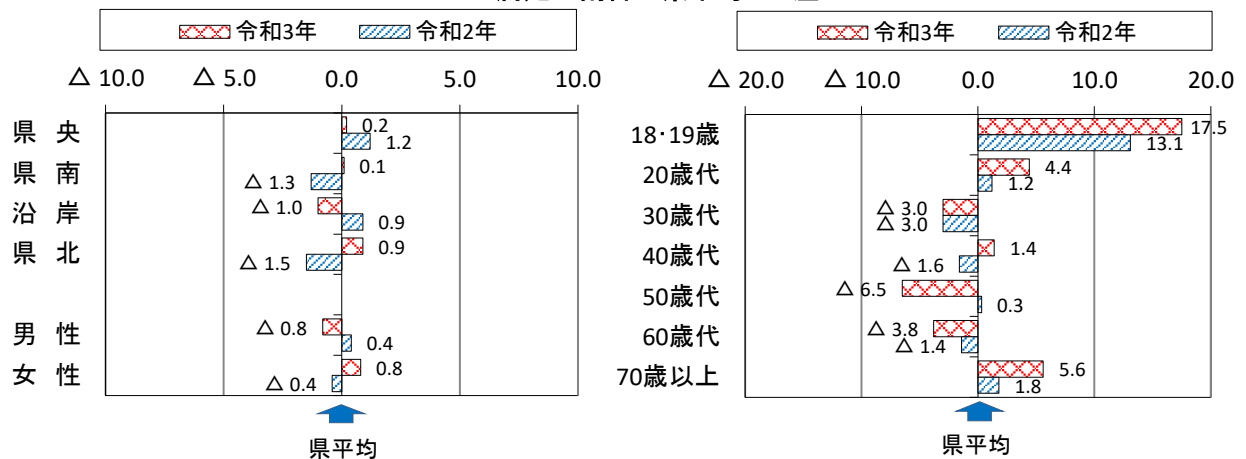 令和3年 令和2年
△ 10.0 △ 5.0 0.0 5.0 10.0
県 央 0.2
1.2
県 南 0.1
△ 1.3
沿 岸 △ 1.0
0.9
県 北 0.9
△ 1.5
男 性 △ 0.8
0.4
女 性 0.8
△ 0.4
県平均
令和3年 令和2年
△ 20.0 △ 10.0 0.0 10.0 20.0
18･19歳 17.5
13.1
20歳代 4.4
1.2
30歳代 △ 3.0
△ 3.0
40歳代 1.4
△ 1.6
50歳代 △ 6.5
0.3
60歳代 △ 3.8
△ 1.4
70歳以上 5.6
1.8
県平均